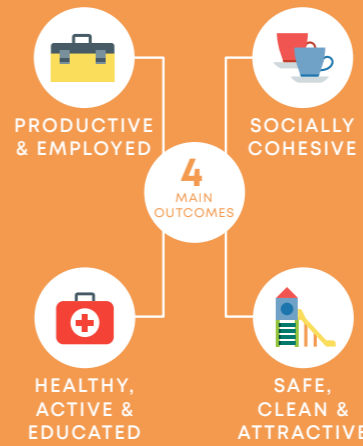 PRODUCTIVE
& EMPLOYED
SOCIALLY
COHESIVE
4
MAIN
OUTCOMES
HEALTHY,
ACTIVE &
EDUCATED
SAFE,
CLEAN &
ATTRACTIVE